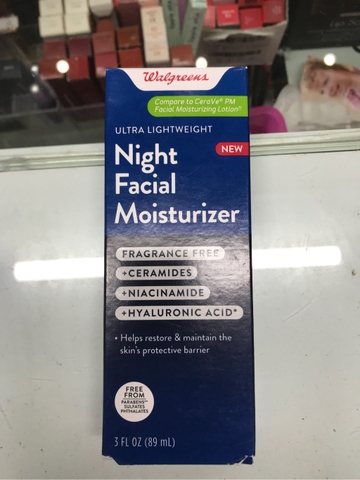 Walgreens
Compare to CeraVe® PM
Facial Moisturizing Lotion†
ULTRA LIGHTWEIGHT
NEW
Night
Facial
Moisturizer
FRAGRANCE FREE
+CERAMIDES
+NIACINAMIDE
+HYALURONIC ACID*
• Helps restore & maintain the
skin's protective barrier
FREE
FROM
PARABENS
SULFATES
PHTHALATES
3 FL OZ (89 mL)